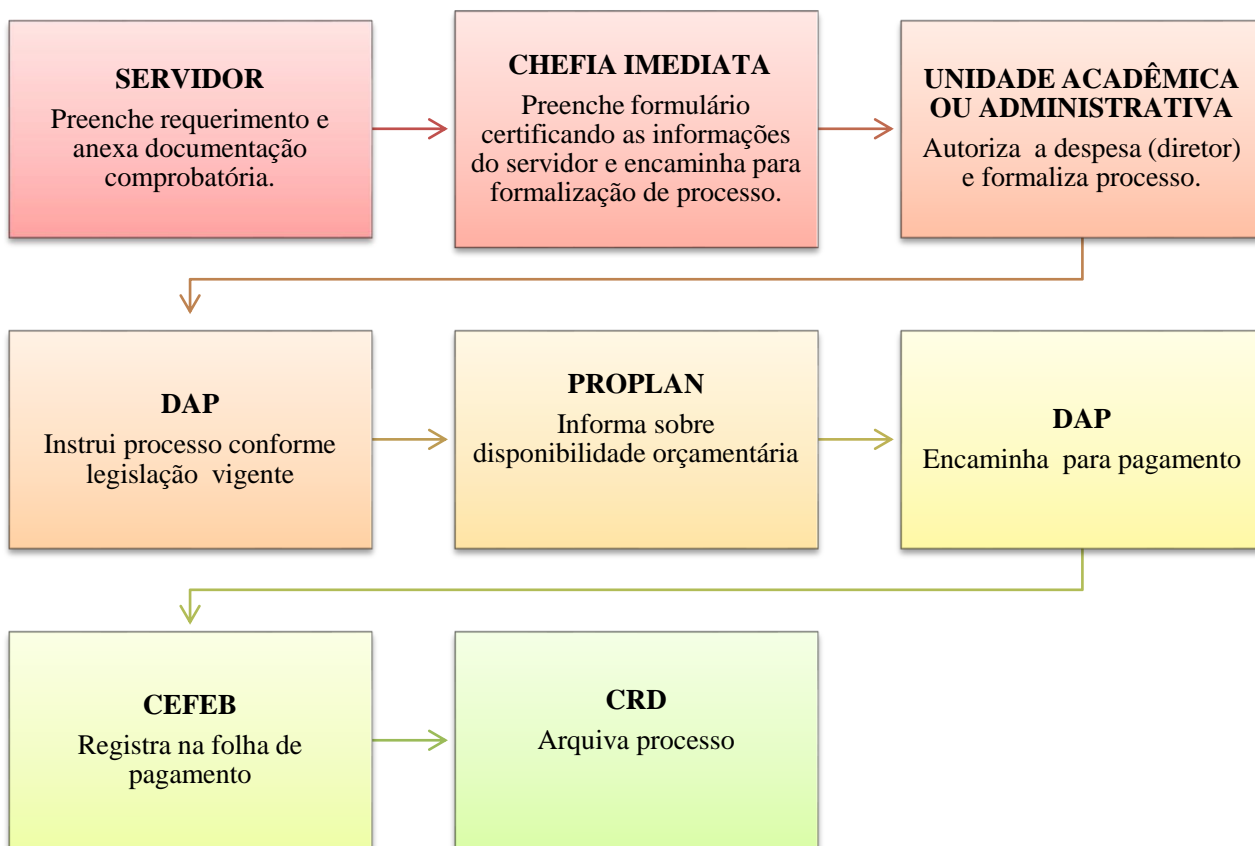 SERVIDOR
Preenche requerimento e
anexa documentação
comprobatória.
CHEFIA IMEDIATA
Preenche formulário
certificando as informações
do servidor e encaminha para
formalização de processo.
UNIDADE ACADÊMICA
OU ADMINISTRATIVA
Autoriza a despesa (diretor)
e formaliza processo.
DAP
Instrui processo conforme
legislação vigente
PROPLAN
Informa sobre
disponibilidade orçamentária
DAP
Encaminha para pagamento
CEFEB
Registra na folha de
pagamento
CRD
Arquiva processo